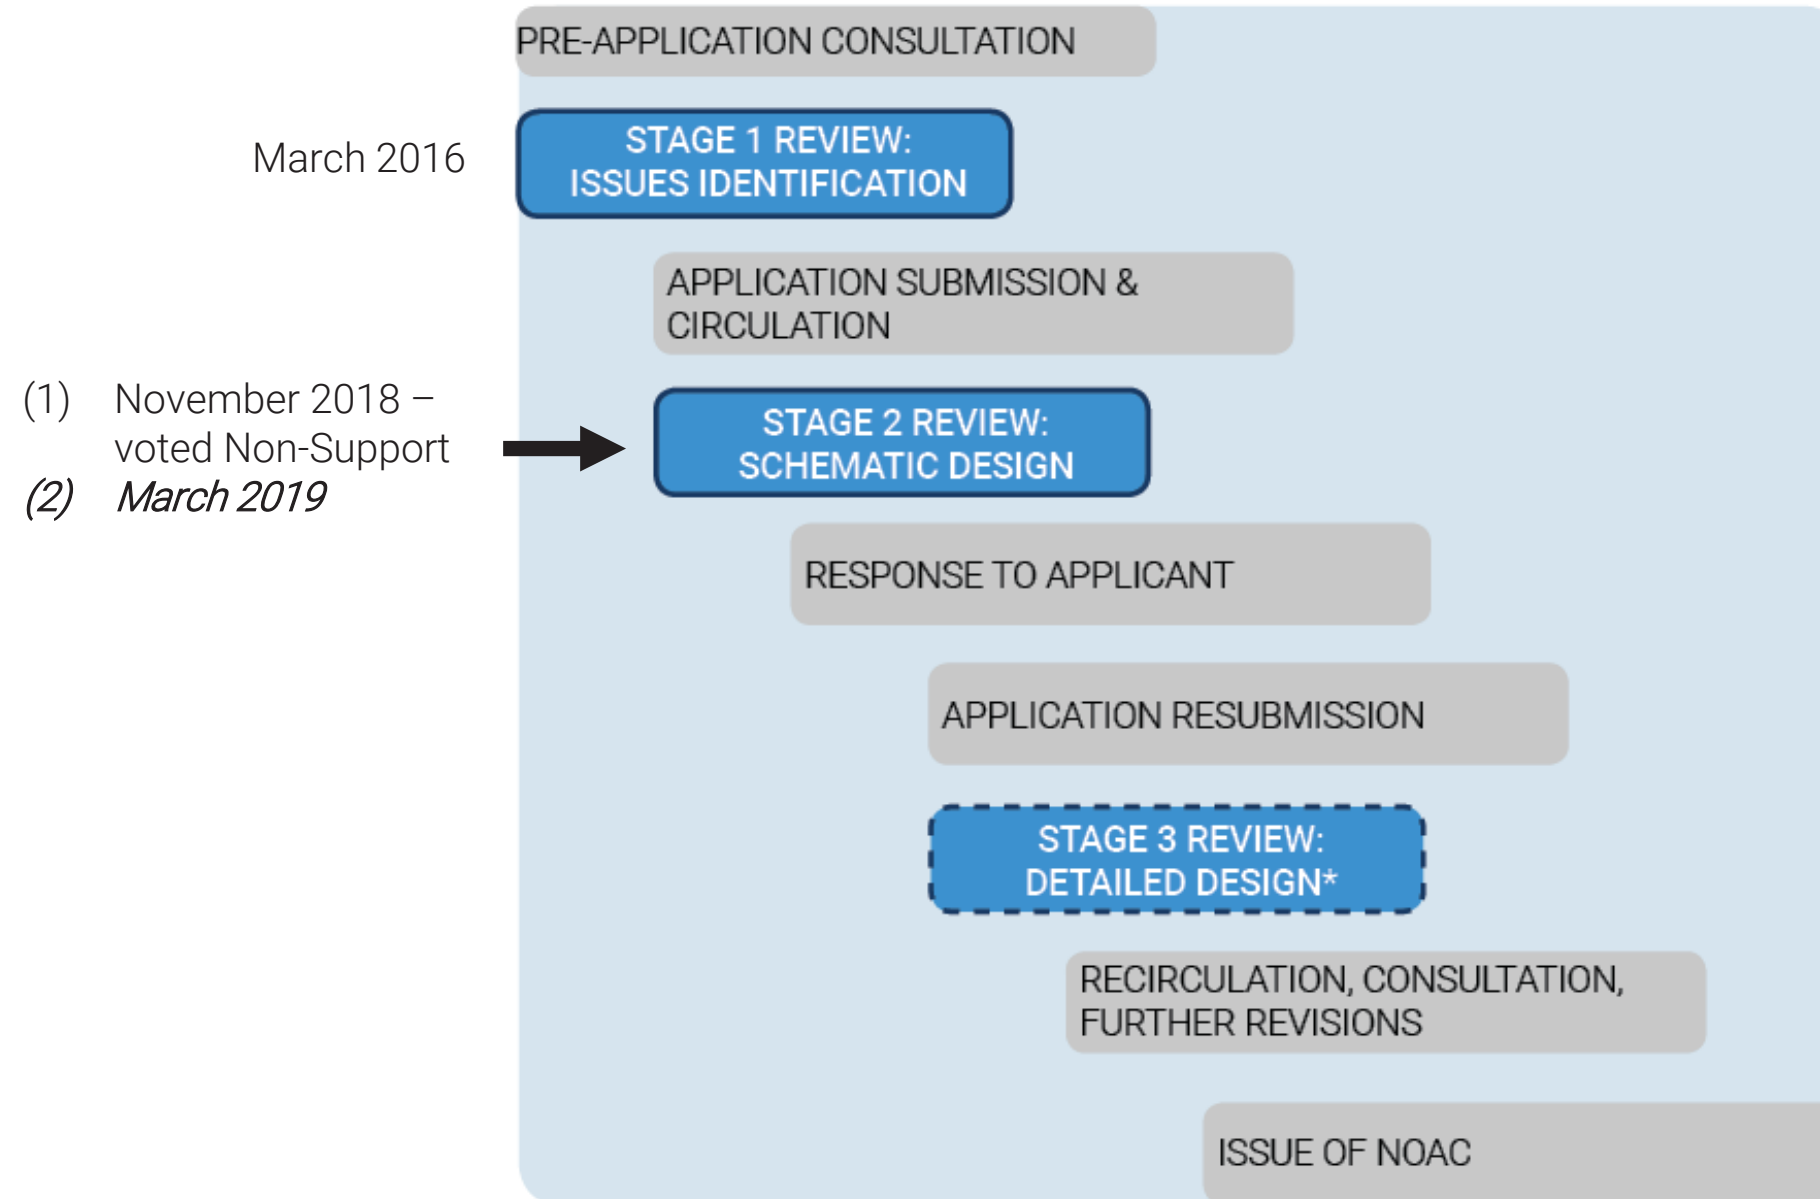 PRE-APPLICATION CONSULTATION
March 2016
STAGE 1 REVIEW:
ISSUES IDENTIFICATION
APPLICATION SUBMISSION &
CIRCULATION
(1) November 2018 –
voted Non-Support
(2) March 2019
STAGE 2 REVIEW:
SCHEMATIC DESIGN
RESPONSE TO APPLICANT
APPLICATION RESUBMISSION
STAGE 3 REVIEW:
DETAILED DESIGN*
RECIRCULATION, CONSULTATION,
FURTHER REVISIONS
ISSUE OF NOAC